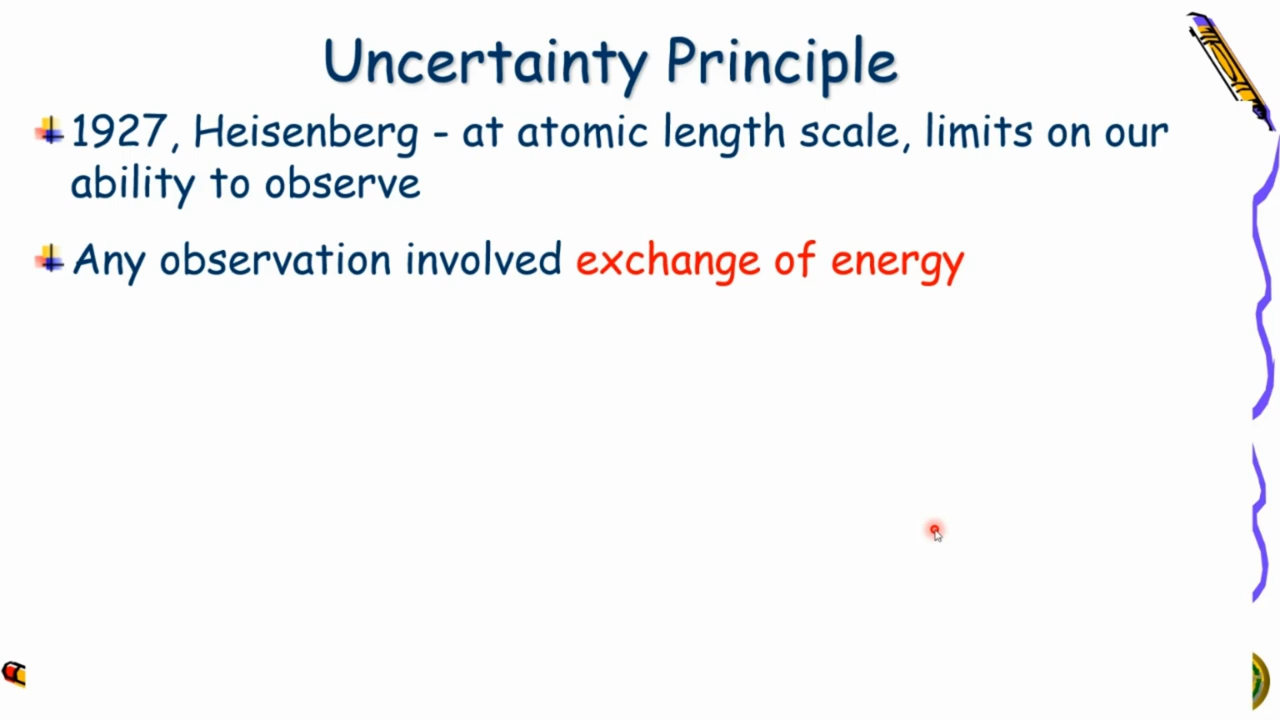 Uncertainty Principle
1927, Heisenberg - at atomic length scale, limits on our
ability to observe
Any observation involved exchange of energy